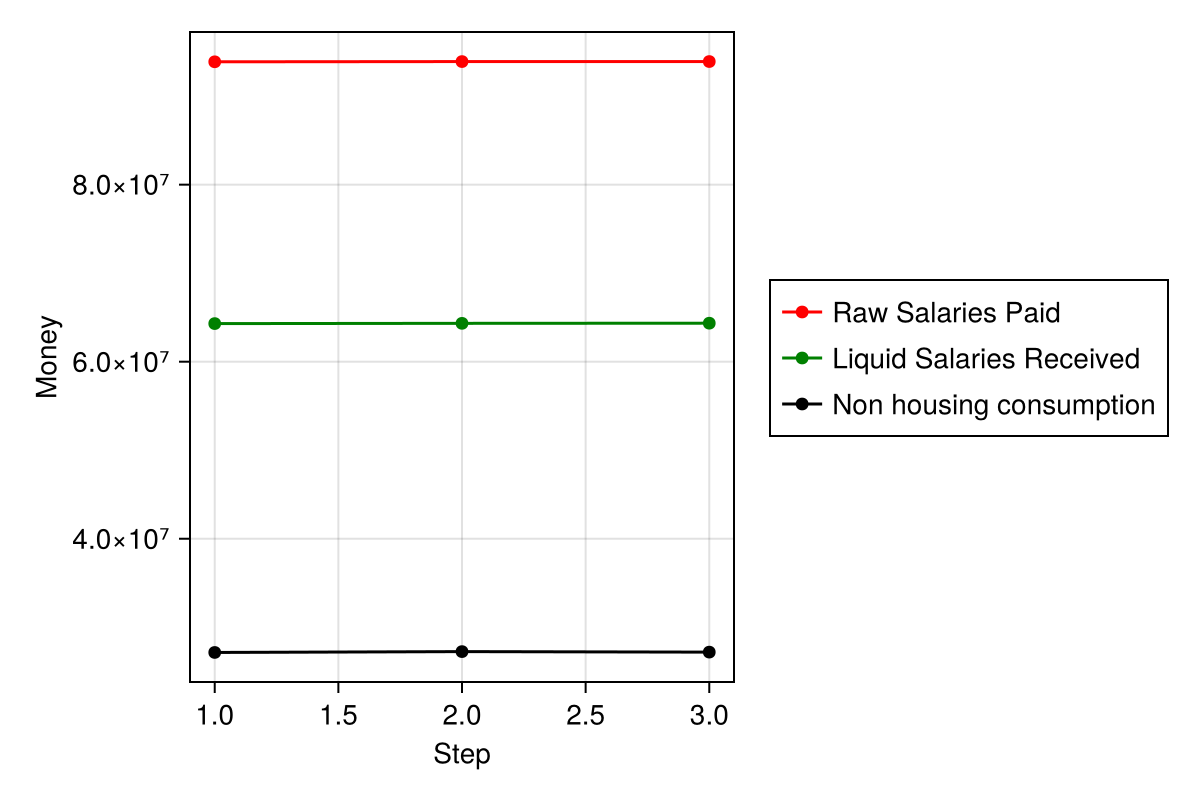 8.0×10⁷
6.0×10⁷
4.0×10⁷
Money
1.0 1.5 2.0 2.5 3.0
Step
Raw Salaries Paid
Liquid Salaries Received
Non housing consumption